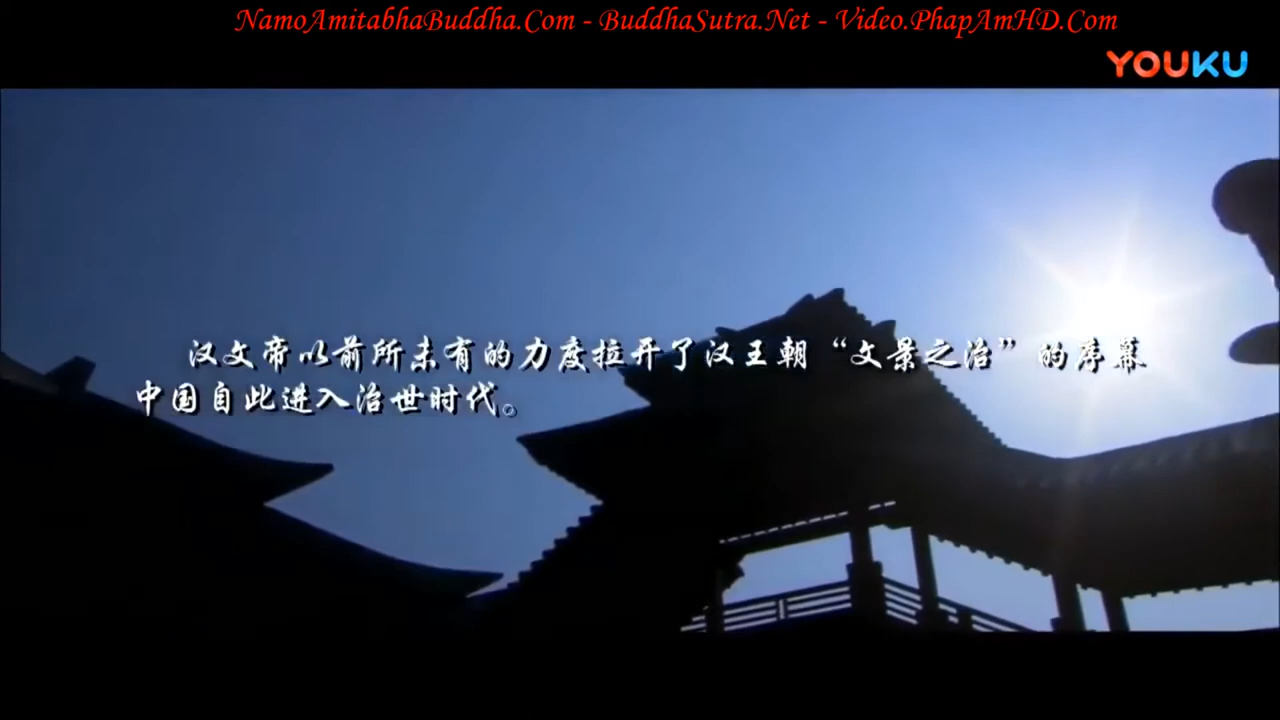 NamoAmitabhaBuddha.Com - BuddhaSutra.Net - Video.PhapAmHD.Com
YOUKU
汉文帝以前所未有的力度拉开了汉王朝“文景之治”的序幕
中国自此进入治世时代。